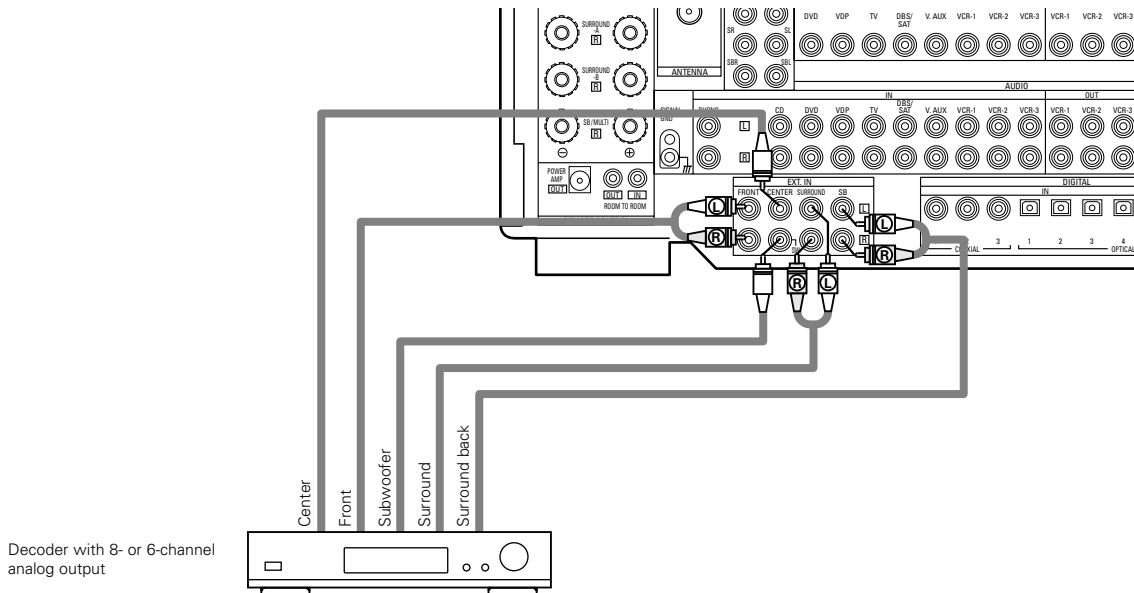 DVD VDP TV DBS/ SAT V. AUX VCR-1 VCR-2 VCR-3 VCR-1 VCR-2 VCR-3
SURROUND
-A
R
SR SL
SBR SBL
SURROUND
-B
R
ANTENNA
AUDIO
IN OUT
SIGNAL
GND
CD DVD VDP TV DBS/ SAT V. AUX VCR-1 VCR-2 VCR-3 VCR-1 VCR-2 VCR-3
L
R
SB/MULTI
R
POWER
AMP
OUT
OUT IN
ROOM TO ROOM
EXT. IN
FRONT CENTER SURROUND SB
L
R
DIGITAL
IN
3 1 2 3 4
COAXIAL OPTICAL
L
R
L
R
R L
Center
Front
Subwoofer
Surround
Surround back
Decoder with 8- or 6-channel
analog output